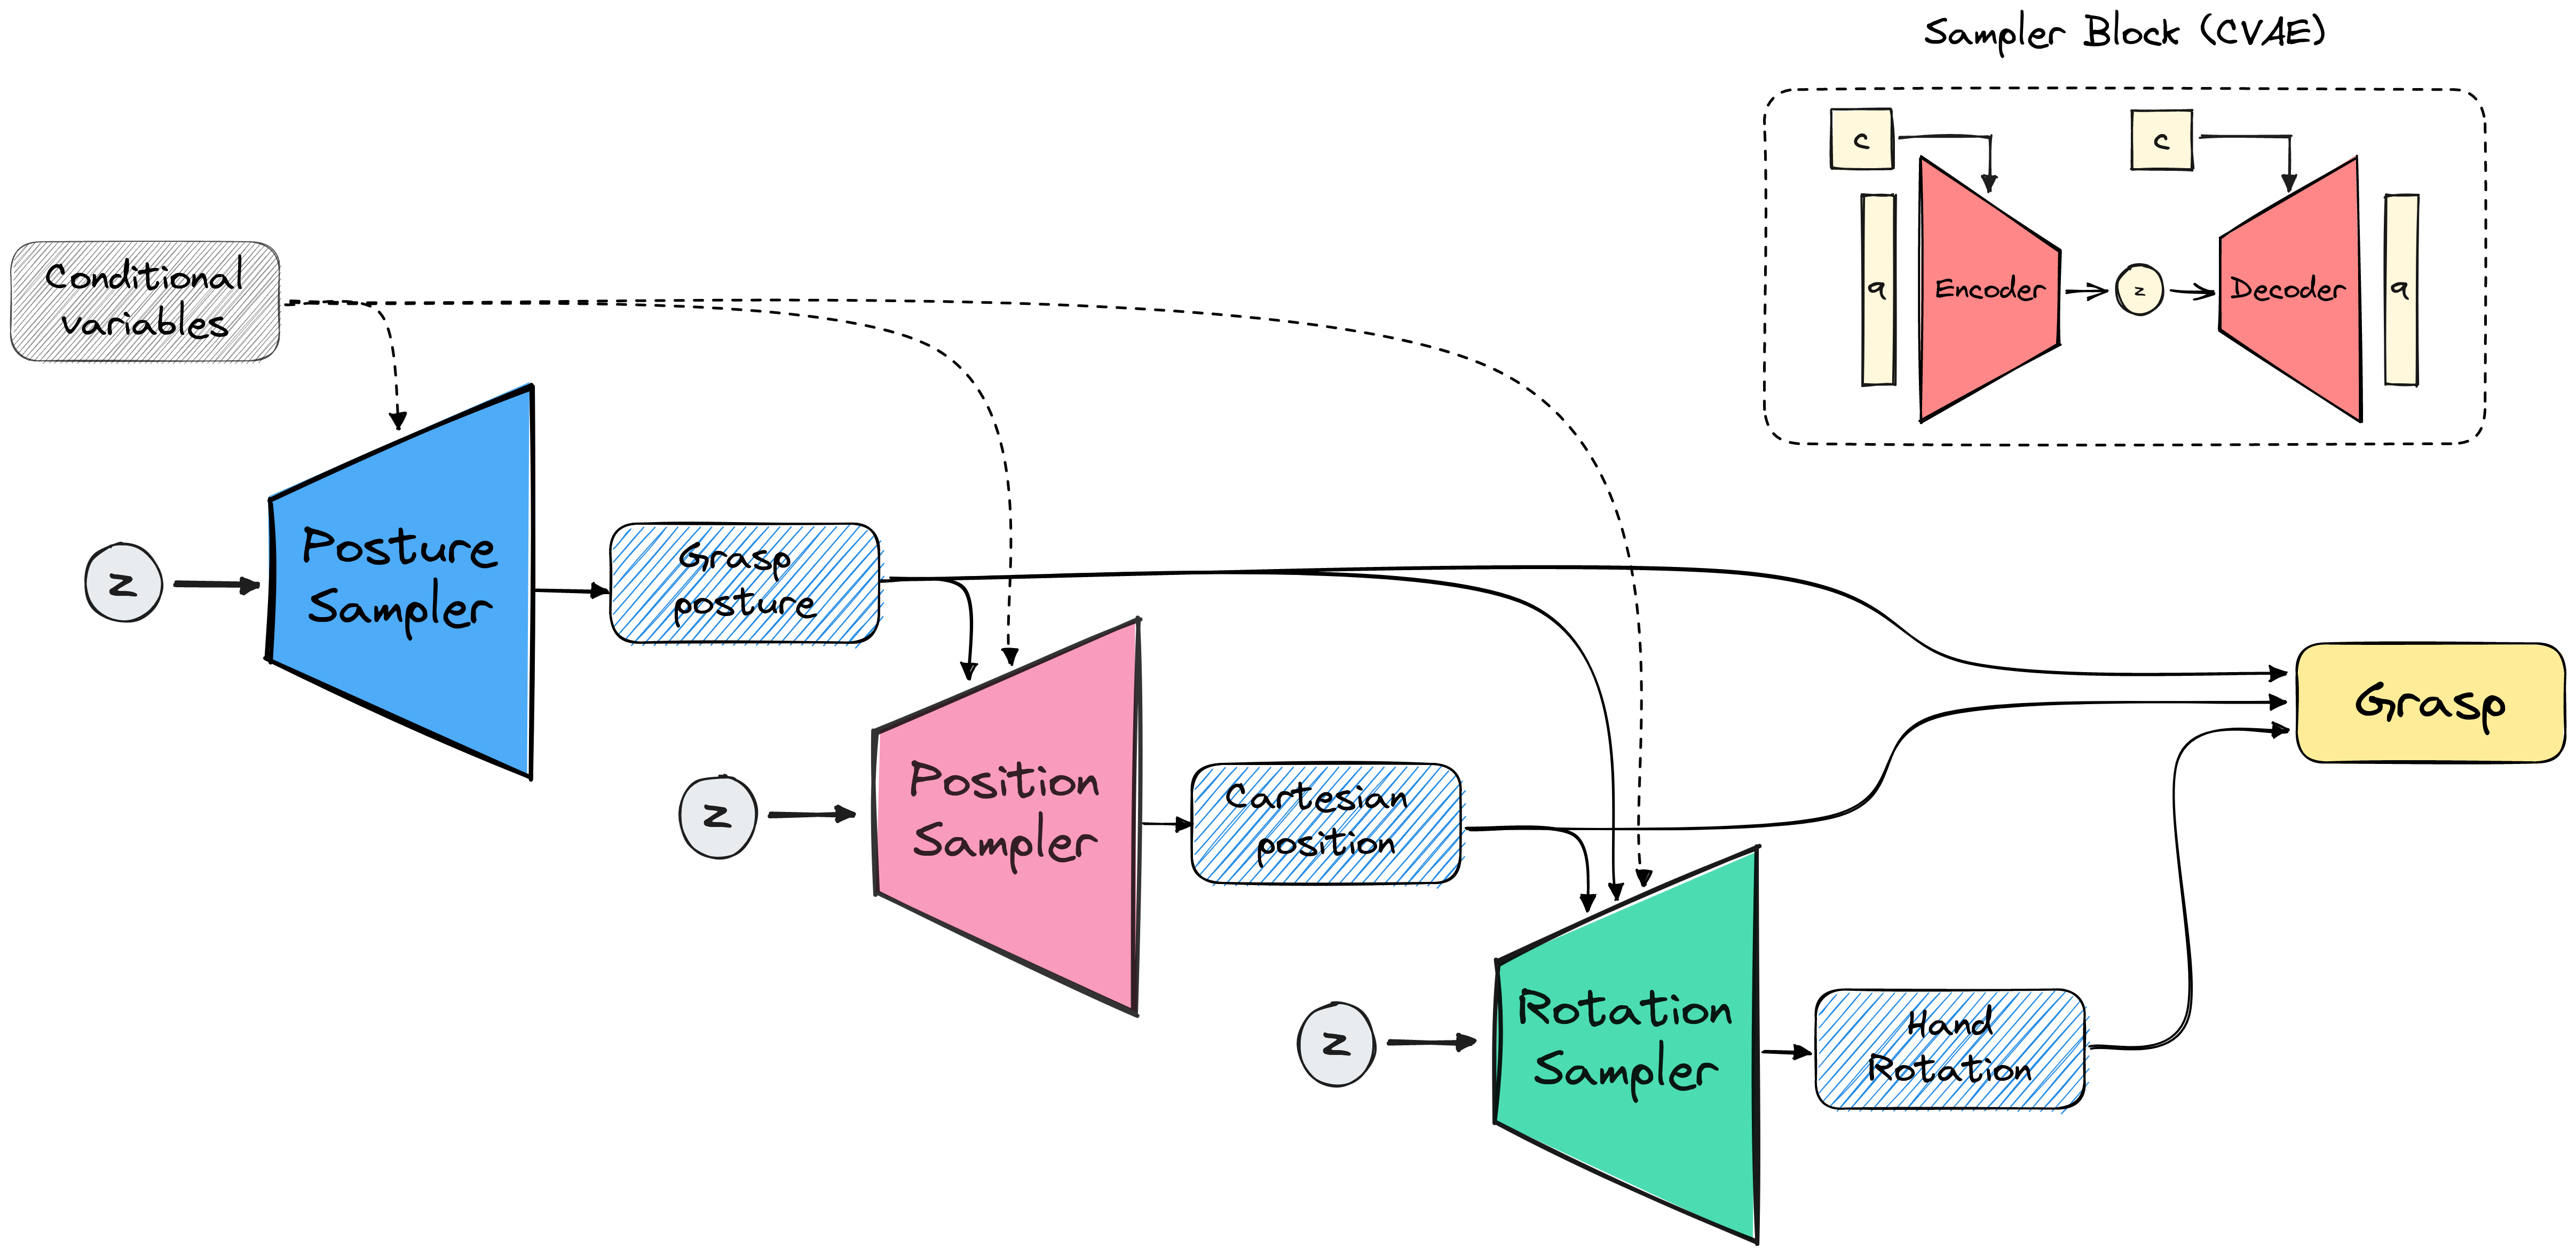 Sampler Block (CVAE)
c
c
q
Encoder
z
Decoder
q
Conditional
variables
z
Posture
Sampler
Grasp
posture
z
Position
Sampler
Cartesian
position
z
Rotation
Sampler
Hand
Rotation
Grasp